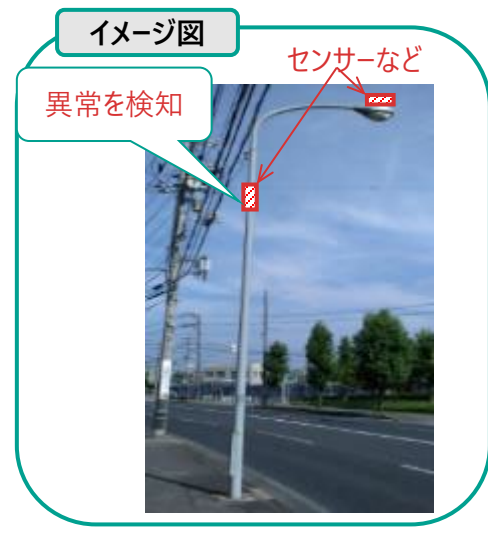 イメージ図
センサーなど
異常を検知